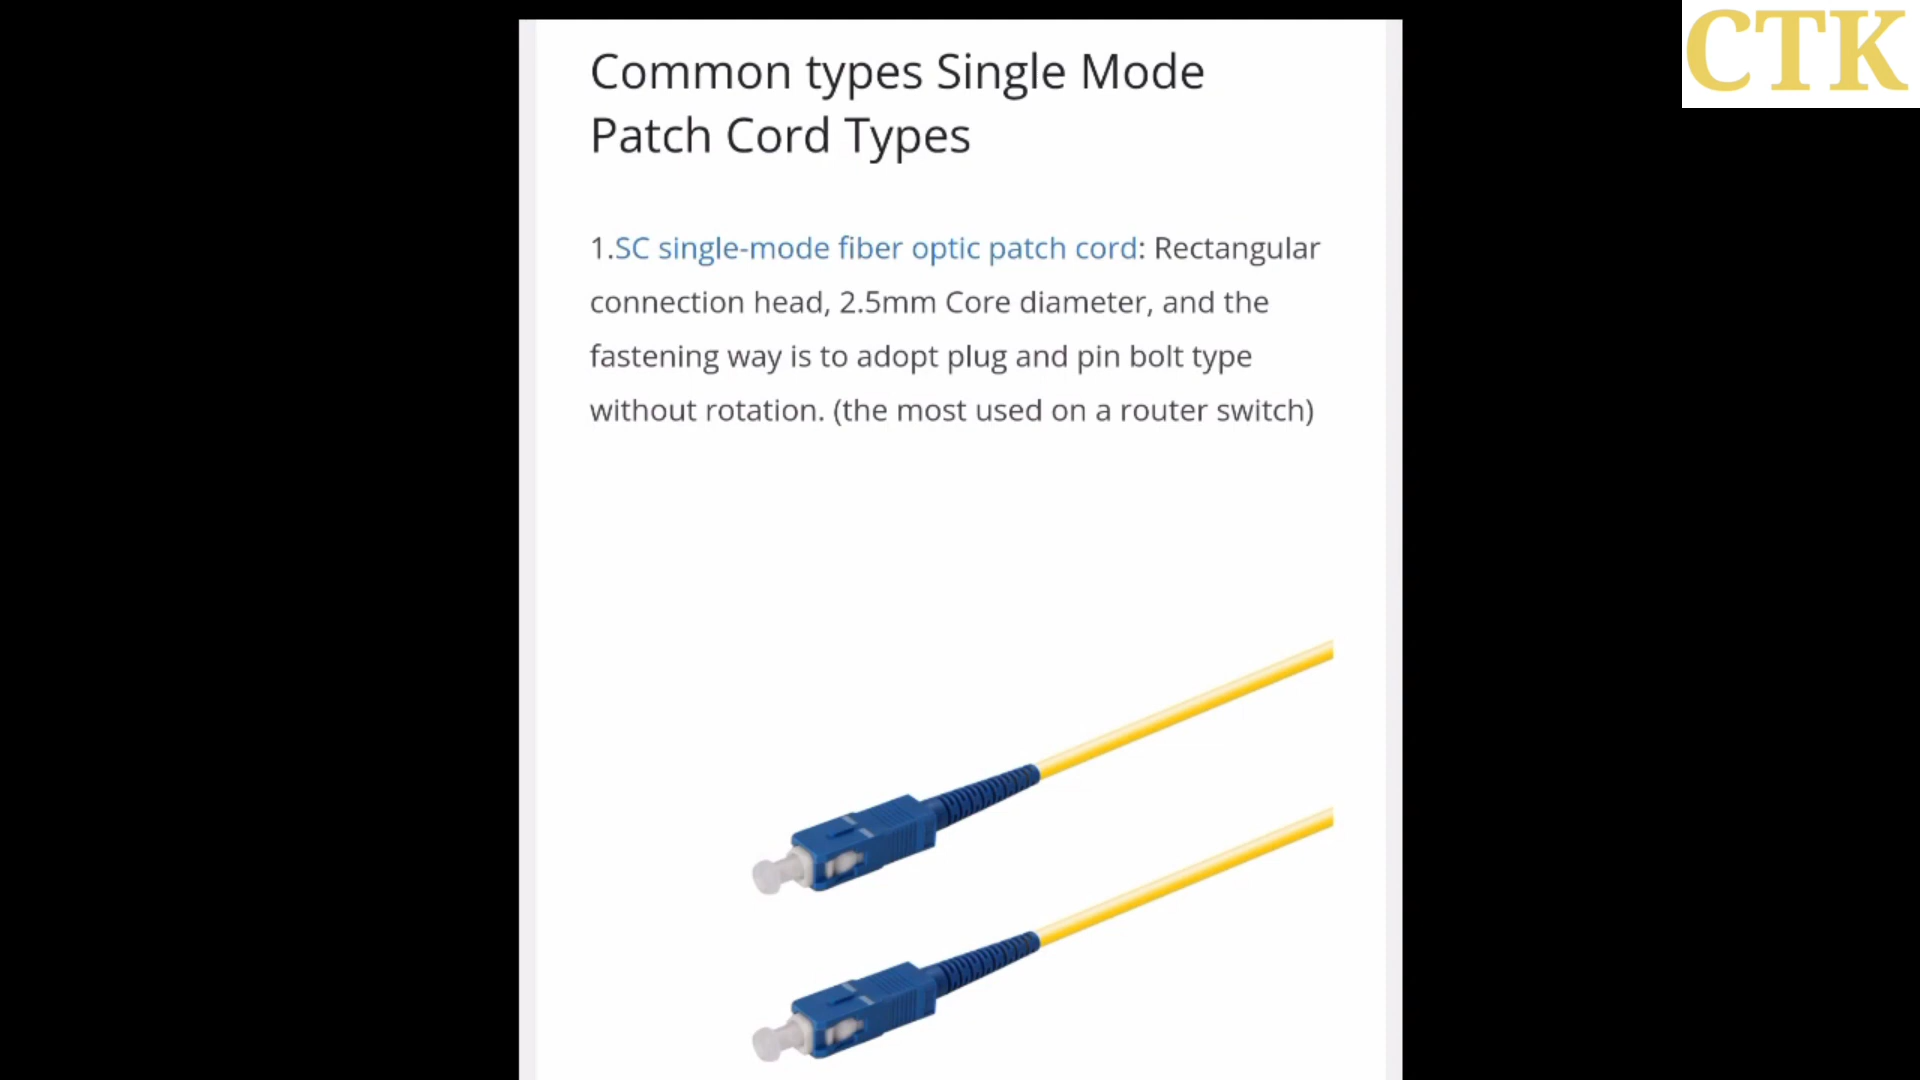 CTK
Common types Single Mode
Patch Cord Types
1.SC single-mode fiber optic patch cord: Rectangular
connection head, 2.5mm Core diameter, and the
fastening way is to adopt plug and pin bolt type
without rotation. (the most used on a router switch)